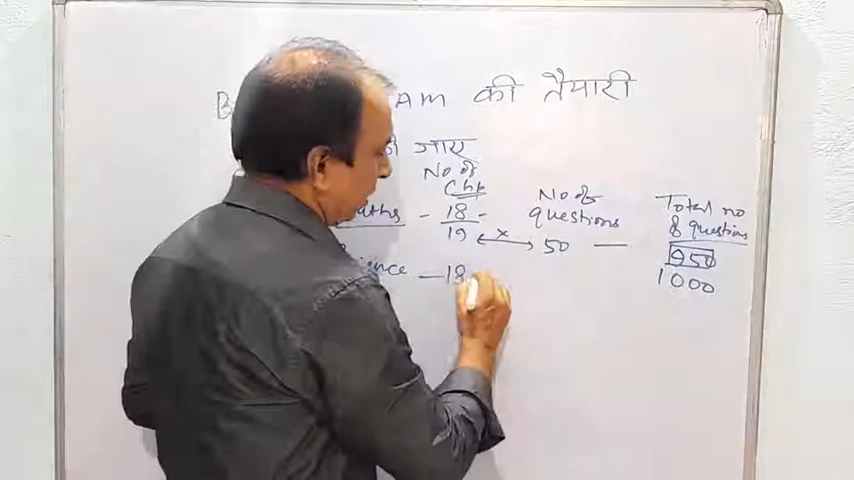 AM की तैयारी
जाए
No of
Chp
No of
questions
Total no
of questions
- 18 -
19 × 50 — 950
1000
— 18